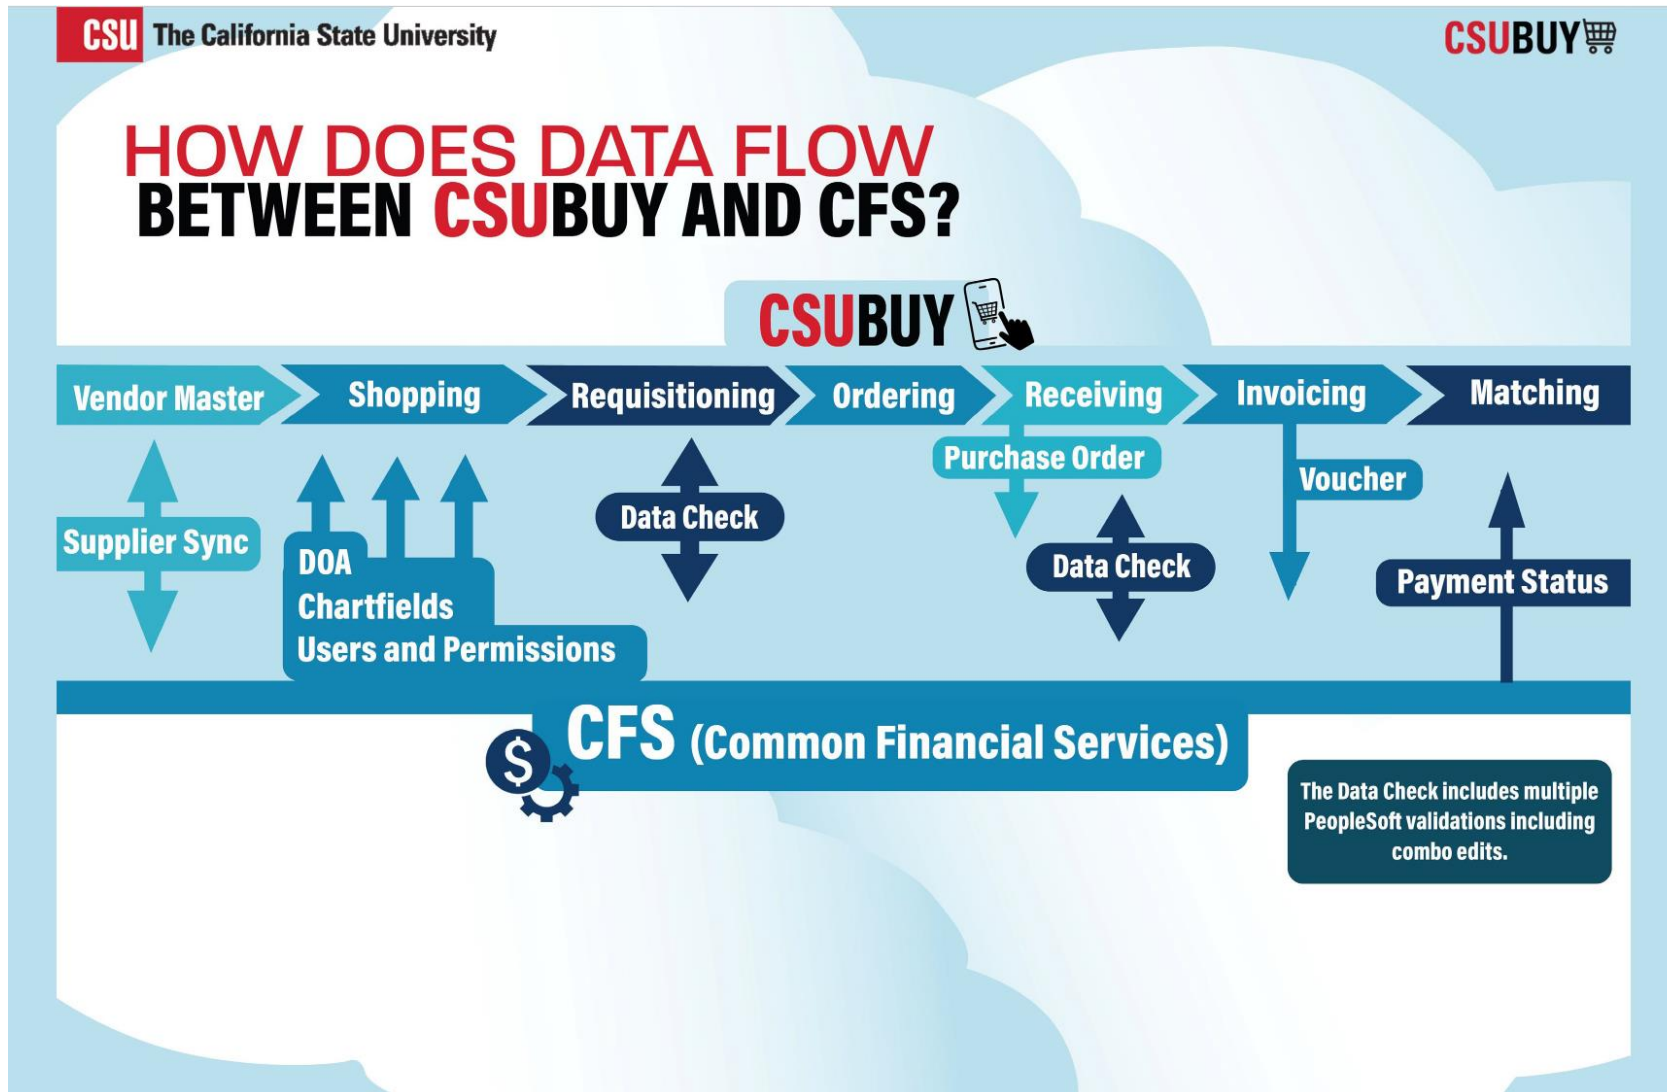 CSU The California State University
CSUBUY
HOW DOES DATA FLOW
BETWEEN CSUBUY AND CFS?
CSUBUY
Vendor Master
Shopping
Requisitioning
Ordering
Receiving
Invoicing
Matching
Supplier Sync
DOA
Chartfields
Users and Permissions
Data Check
Purchase Order
Data Check
Voucher
Payment Status
$
CFS (Common Financial Services)
The Data Check includes multiple
PeopleSoft validations including
combo edits.